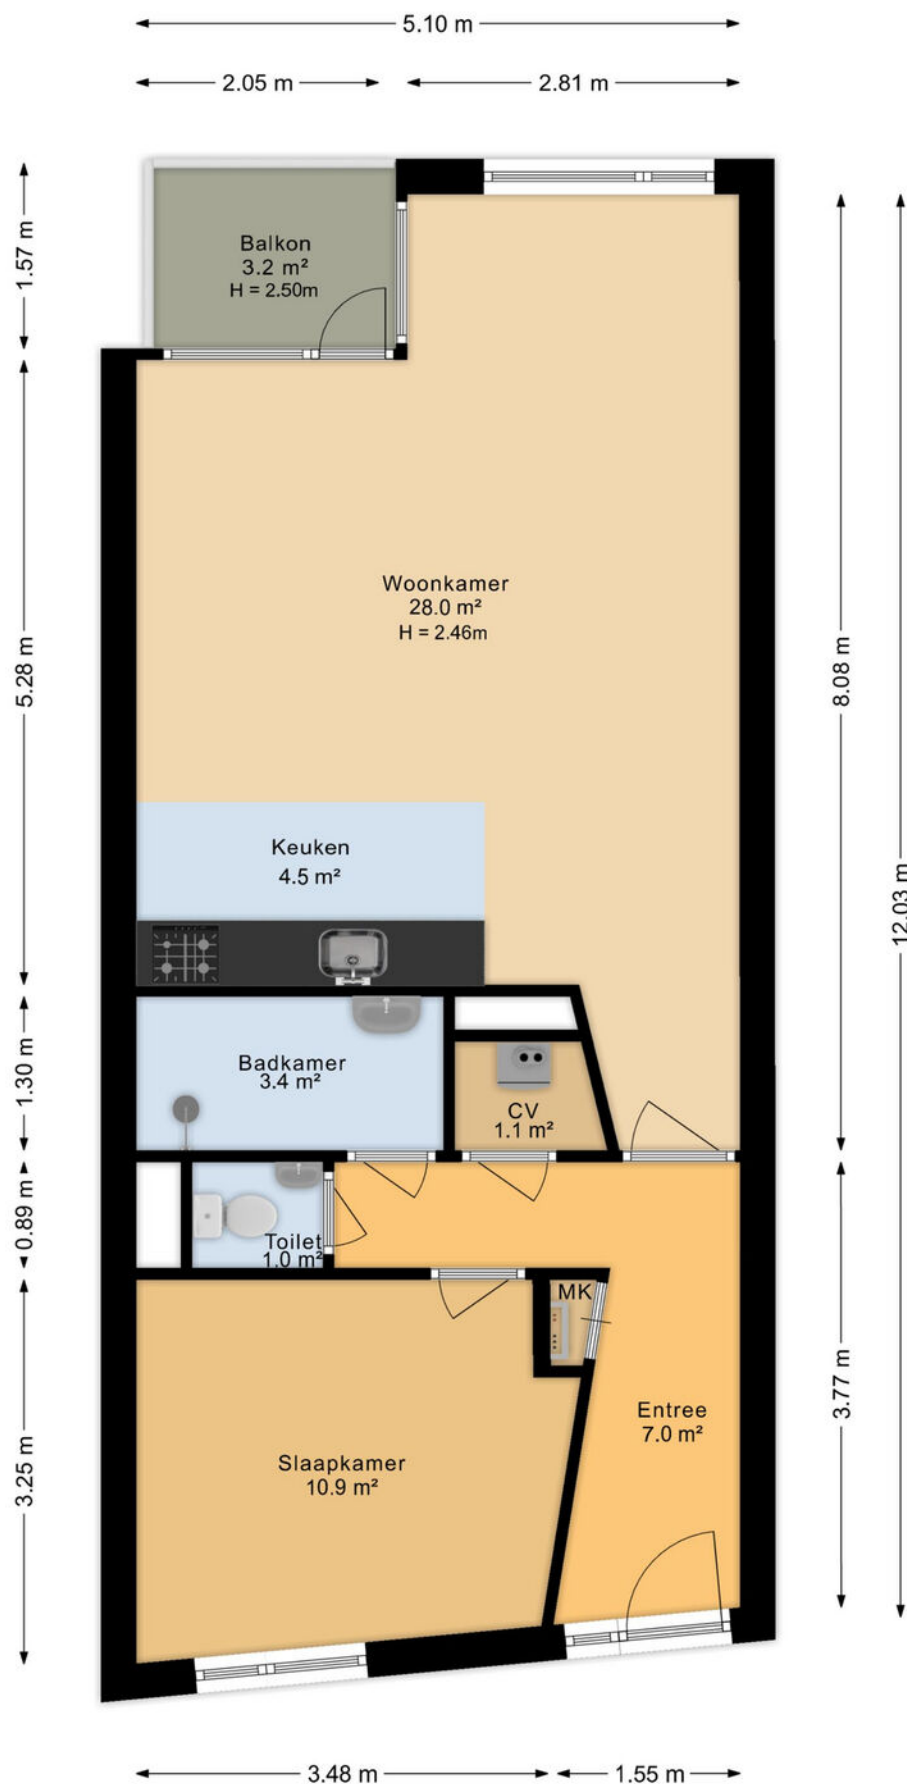 5.10 m
2.05 m
2.81 m
1.57 m
Balkon
3.2 m²
H = 2.50m
5.28 m
Woonkamer
28.0 m²
H = 2.46m
8.08 m
12.03 m
Keuken
4.5 m²
1.30 m
Badkamer
3.4 m²
CV
1.1 m²
0.89 m
Toilet
1.0 m²
MK
3.25 m
Slaapkamer
10.9 m²
Entree
7.0 m²
3.77 m
3.48 m
1.55 m